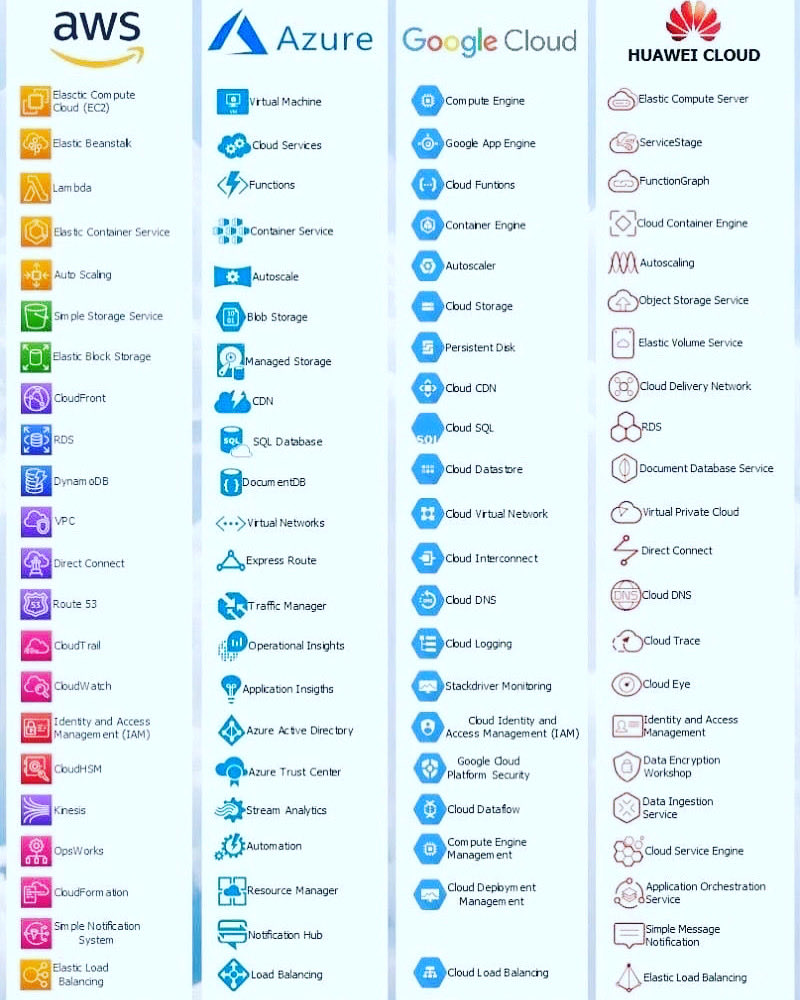 aws
Azure
Google Cloud
HUAWEI CLOUD
Elasctic Compute
Cloud (EC2)
Virtual Machine
VM
Compute Engine
Elastic Compute Server
Elastic Beanstalk
Cloud Services
Google App Engine
ServiceStage
Lambda
Functions
Cloud Funtions
FunctionGraph
Elastic Container Service
Container Service
Container Engine
Cloud Container Engine
Auto Scaling
Autoscale
Autoscaler
Autoscaling
Simple Storage Service
10
01
Blob Storage
Cloud Storage
Object Storage Service
Elastic Block Storage
Managed Storage
Persistent Disk
Elastic Volume Service
CloudFront
CDN
Cloud CDN
Cloud Delivery Network
RDS
SQL
SQL Database
SQL
Cloud SQL
RDS
DynamoDB
DocumentDB
Cloud Datastore
Document Database Service
VPC
Virtual Networks
Cloud Virtual Network
Virtual Private Cloud
Direct Connect
Express Route
Cloud Interconnect
Direct Connect
53
Route 53
Traffic Manager
DNS
Cloud DNS
DNS
Cloud DNS
CloudTrail
Operational Insights
Cloud Logging
Cloud Trace
CloudWatch
Application Insigths
Stackdriver Monitoring
Cloud Eye
Identity and Access
Management (IAM)
Azure Active Directory
Cloud Identity and
Access Management (IAM)
Identity and Access
Management
CloudHSM
Azure Trust Center
Google Cloud
Platform Security
Data Encryption
Workshop
Kinesis
Stream Analytics
Cloud Dataflow
Data Ingestion
Service
OpsWorks
Automation
Compute Engine
Management
Cloud Service Engine
CloudFormation
Resource Manager
Cloud Deployment
Management
Application Orchestration
Service
Simple Notification
System
Notification Hub
Simple Message
Notification
Elastic Load
Balancing
Load Balancing
Cloud Load Balancing
Elastic Load Balancing